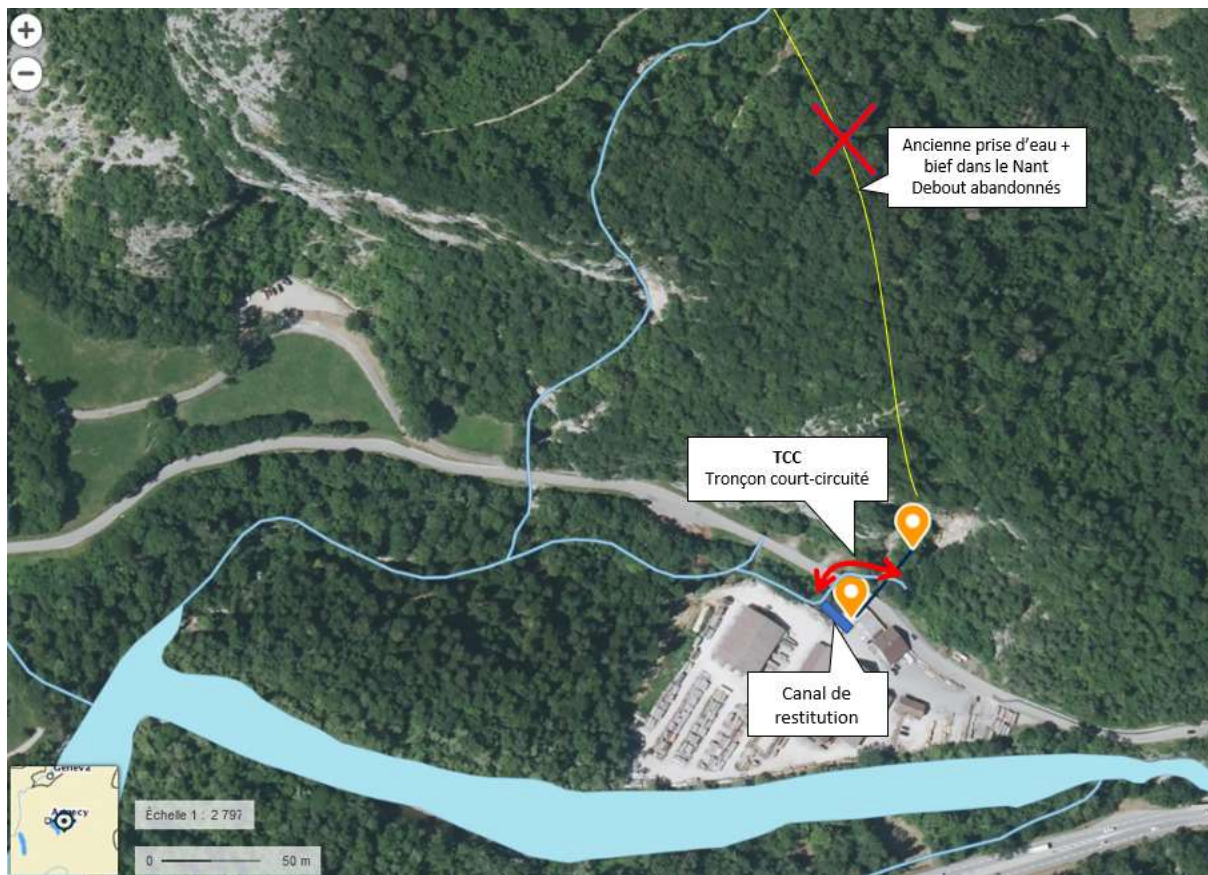 +
−
Ancienne prise d'eau +
bief dans le Nant
Debout abandonnés
TCC
Tronçon court-circuité
Canal de
restitution
Geneva
Annecy
Échelle 1 : 2 797
0
50 m